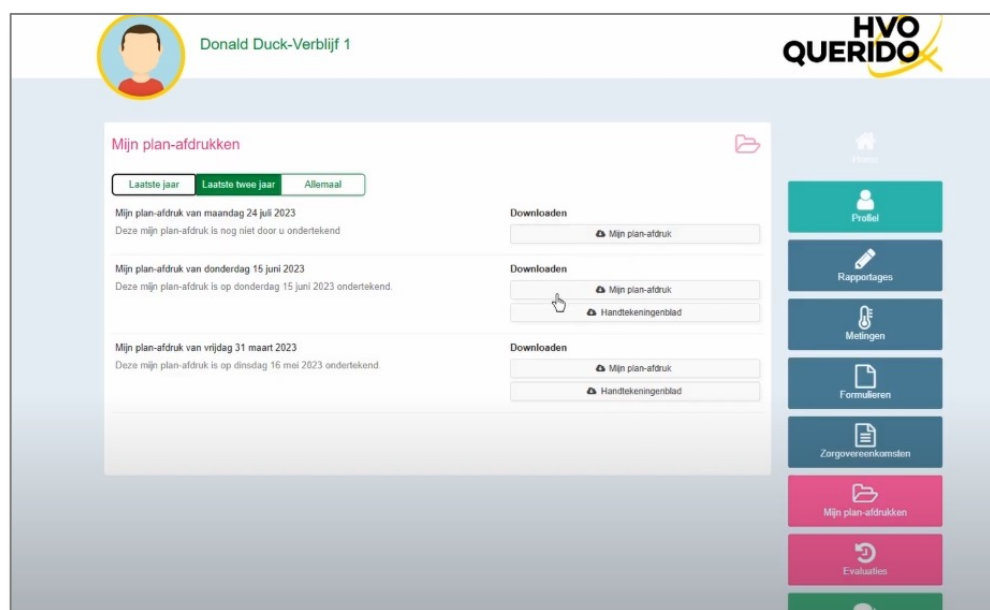 Donald Duck-Verblijf 1
HVO
QUERIDO
Mijn plan-afdrukken
Laatste jaar
Laatste twee jaar
Allemaal
Mijn plan-afdruk van maandag 24 juli 2023
Deze mijn plan-afdruk is nog niet door u ondertekend
Downloaden
Mijn plan-afdruk
Mijn plan-afdruk van donderdag 15 juni 2023
Deze mijn plan-afdruk is op donderdag 15 juni 2023 ondertekend.
Downloaden
Mijn plan-afdruk
Handtekeningenblad
Mijn plan-afdruk van vrijdag 31 maart 2023
Deze mijn plan-afdruk is op dinsdag 16 mei 2023 ondertekend.
Downloaden
Mijn plan-afdruk
Handtekeningenblad
Home
Profiel
Rapportages
Metingen
Formulieren
Zorgovereenkomsten
Mijn plan-afdrukken
Evaluaties